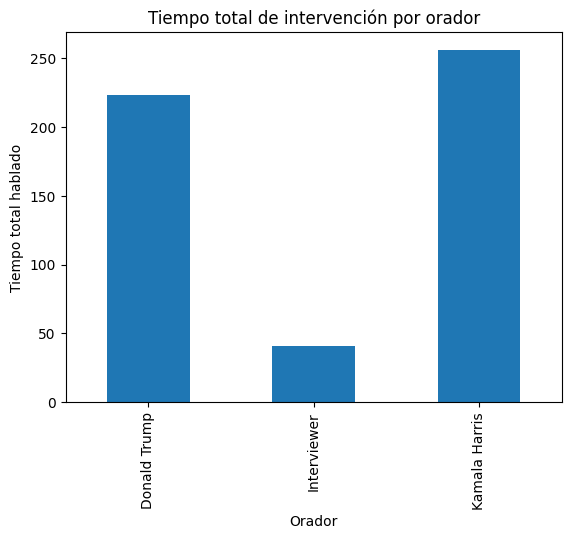 Tiempo total de intervención por orador
Tiempo total hablado
250
200
150
100
50
0
Donald Trump
Interviewer
Kamala Harris
Orador